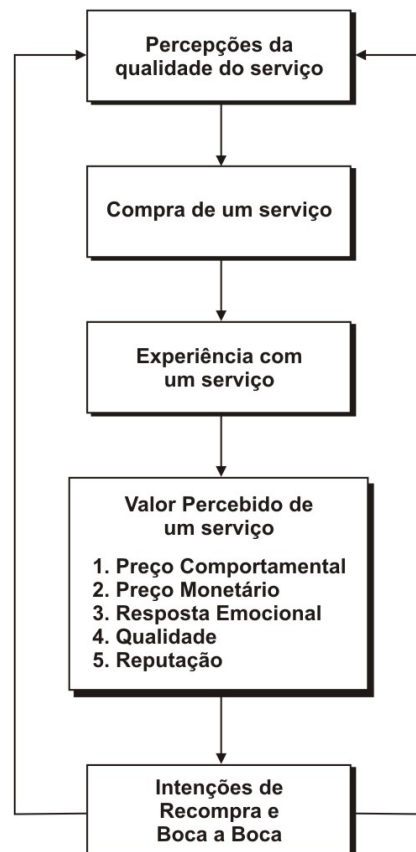 Percepções da
qualidade do serviço
Compra de um serviço
Experiência com
um serviço
Valor Percebido de
um serviço
1. Preço Comportamental
2. Preço Monetário
3. Resposta Emocional
4. Qualidade
5. Reputação
Intenções de
Recompra e
Boca a Boca